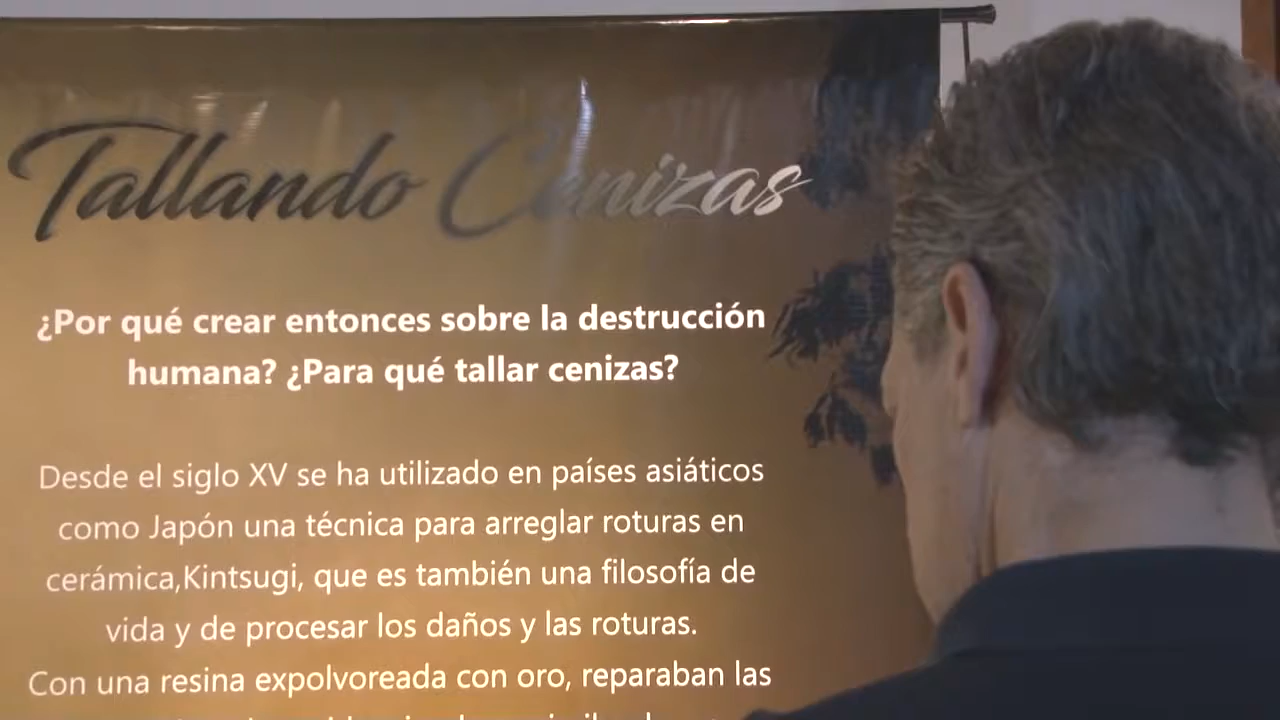 Tallando Cenizas
¿Por qué crear entonces sobre la destrucción
humana? ¿Para qué tallar cenizas?
Desde el siglo XV se ha utilizado en países asiáticos
como Japón una técnica para arreglar roturas en
cerámica,Kintsugi, que es también una filosofía de
vida y de procesar los daños y las roturas.
Con una resina expolvoreada con oro, reparaban las